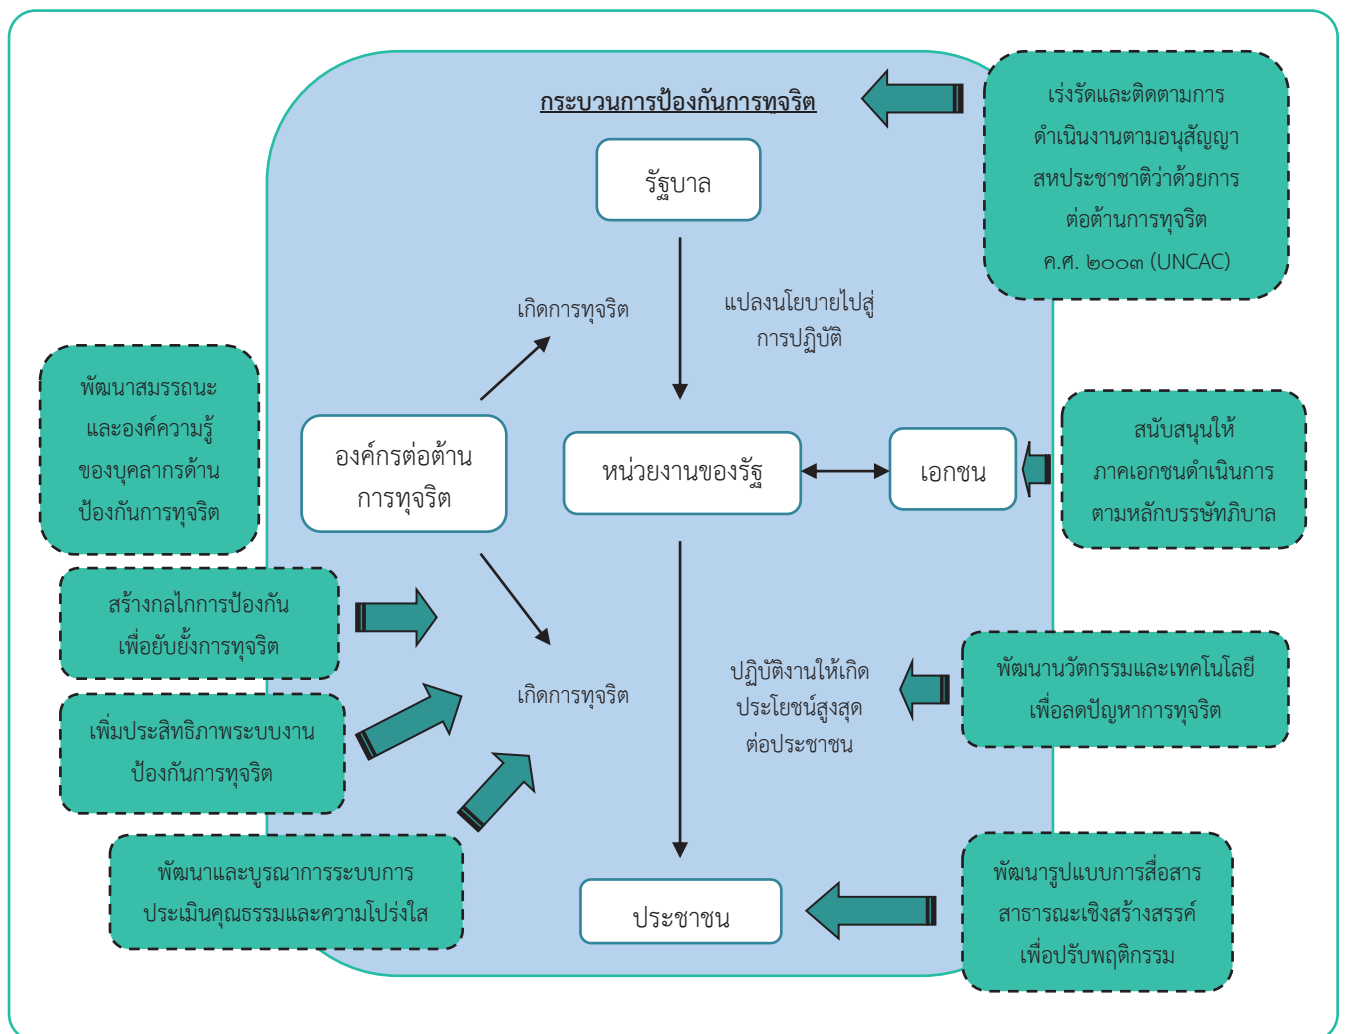 กระบวนการป้องกันการทุจริต
เร่งรัดและติดตามการ
ดำเนินงานตามอนุสัญญา
สหประชาชาติว่าด้วยการ
ต่อต้านการทุจริต
ค.ศ. ๒๐๐๓ (UNCAC)
รัฐบาล
เกิดการทุจริต
แปลงนโยบายไปสู่
การปฏิบัติ
พัฒนาสมรรถนะ
และองค์ความรู้
ของบุคลากรด้าน
ป้องกันการทุจริต
องค์กรต่อต้าน
การทุจริต
หน่วยงานของรัฐ
เอกชน
สนับสนุนให้
ภาคเอกชนดำเนินการ
ตามหลักบรรษัทภิบาล
สร้างกลไกการป้องกัน
เพื่อยับยั้งการทุจริต
เกิดการทุจริต
ปฏิบัติงานให้เกิด
ประโยชน์สูงสุด
ต่อประชาชน
พัฒนานวัตกรรมและเทคโนโลยี
เพื่อลดปัญหาการทุจริต
เพิ่มประสิทธิภาพระบบงาน
ป้องกันการทุจริต
พัฒนาและบูรณาการระบบการ
ประเมินคุณธรรมและความโปร่งใส
ประชาชน
พัฒนารูปแบบการสื่อสาร
สาธารณะเชิงสร้างสรรค์
เพื่อปรับพฤติกรรม